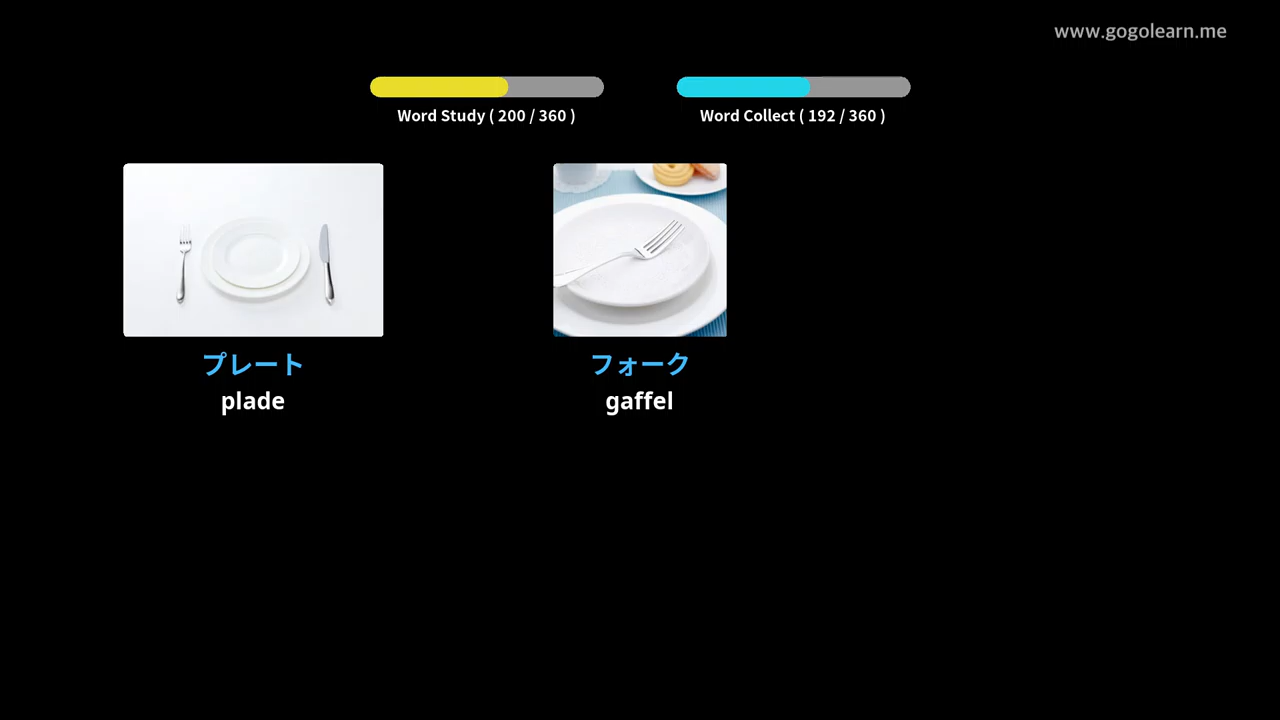 www.gogolearn.me
Word Study ( 200 / 360 )
Word Collect ( 192 / 360 )
プレート
plade
フォーク
gaffel